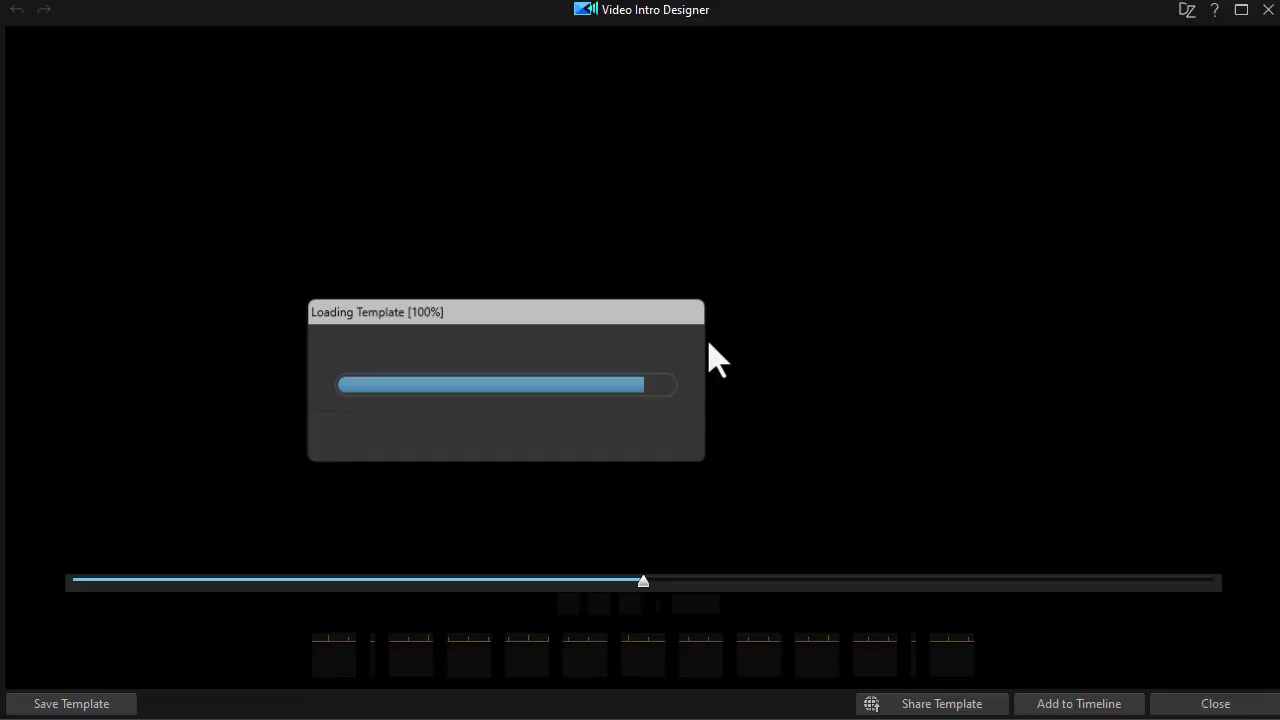 Video Intro Designer
?
Loading Template [100%]
Save Template
Share Template
Add to Timeline
Close